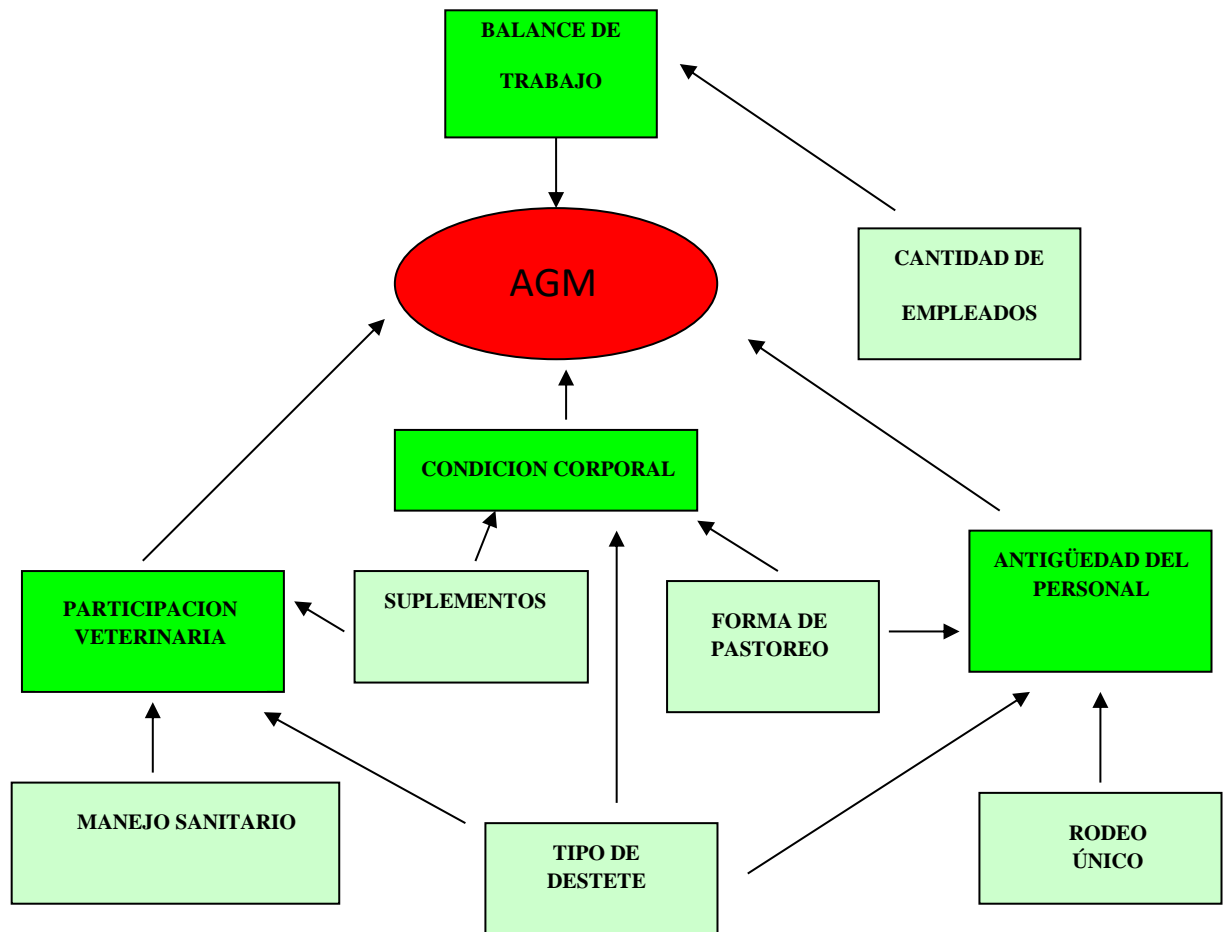 BALANCE DE
TRABAJO
CANTIDAD DE
EMPLEADOS
AGM
CONDICION CORPORAL
ANTIGÜEDAD DEL
PERSONAL
PARTICIPACION
VETERINARIA
SUPLEMENTOS
FORMA DE
PASTOREO
MANEJO SANITARIO
TIPO DE
DESTETE
RODEO
ÚNICO